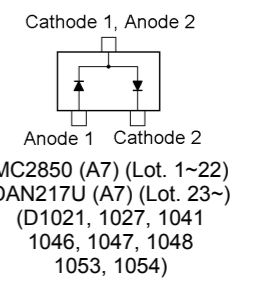 Cathode 1, Anode 2
Anode 1 Cathode 2
MC2850 (A7) (Lot. 1~22)
DAN217U (A7) (Lot. 23~)
(D1021, 1027, 1041
1046, 1047, 1048
1053, 1054)